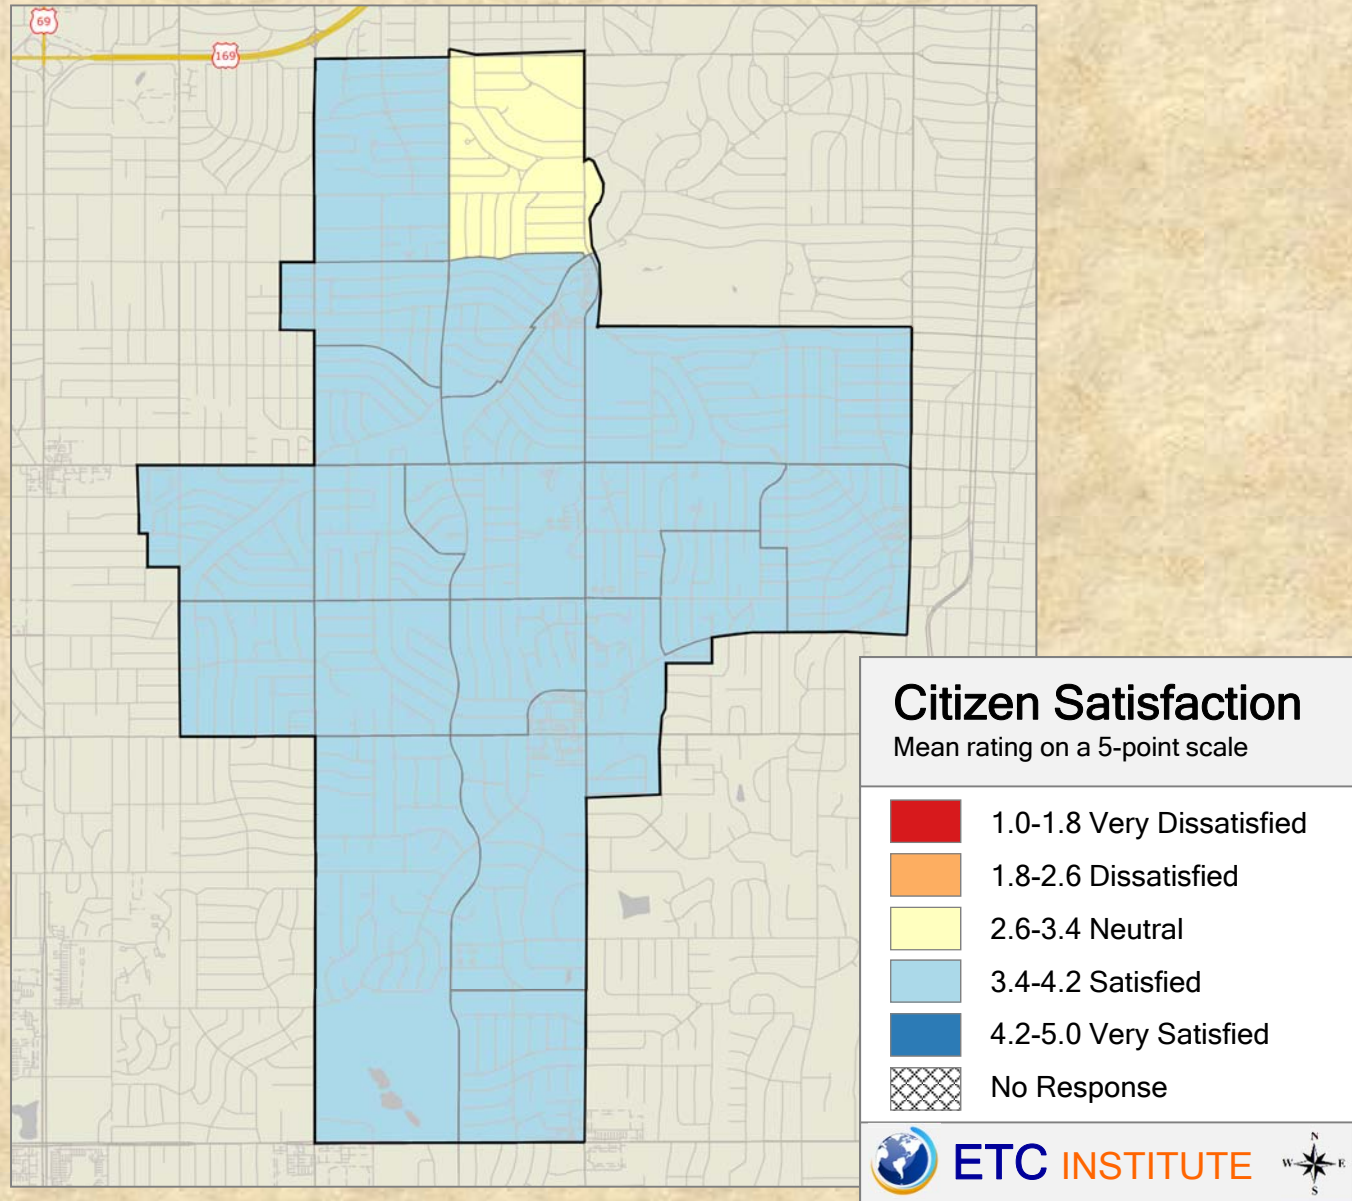 69
169
Citizen Satisfaction
Mean rating on a 5-point scale
1.0-1.8 Very Dissatisfied
1.8-2.6 Dissatisfied
2.6-3.4 Neutral
3.4-4.2 Satisfied
4.2-5.0 Very Satisfied
No Response
ETC INSTITUTE
N
W E
S